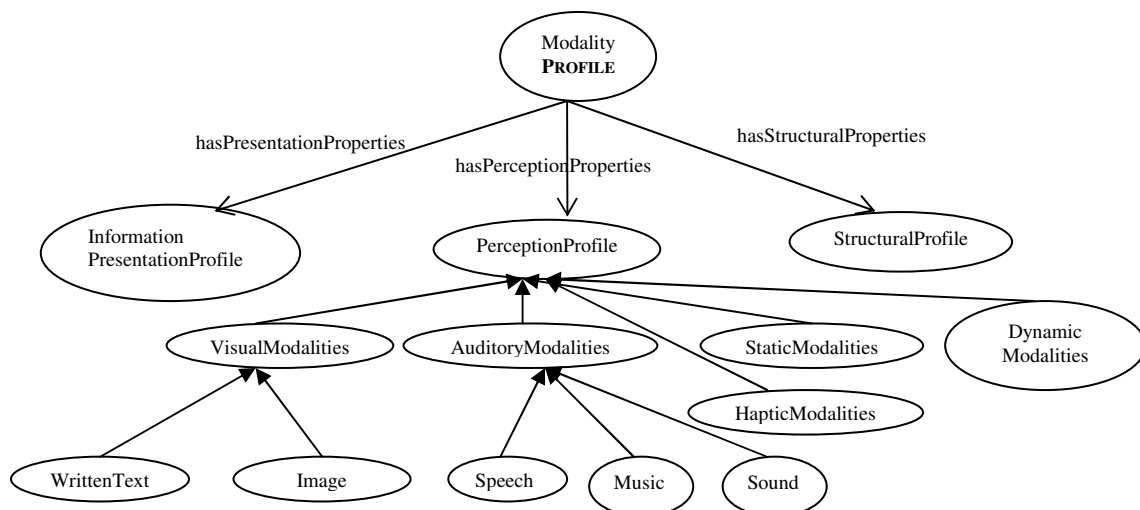 Modality
PROFILE
hasPresentationProperties
hasPerceptionProperties
hasStructuralProperties
Information
PresentationProfile
PerceptionProfile
StructuralProfile
VisualModalities
AuditoryModalities
StaticModalities
Dynamic
Modalities
HapticModalities
WrittenText
Image
Speech
Music
Sound